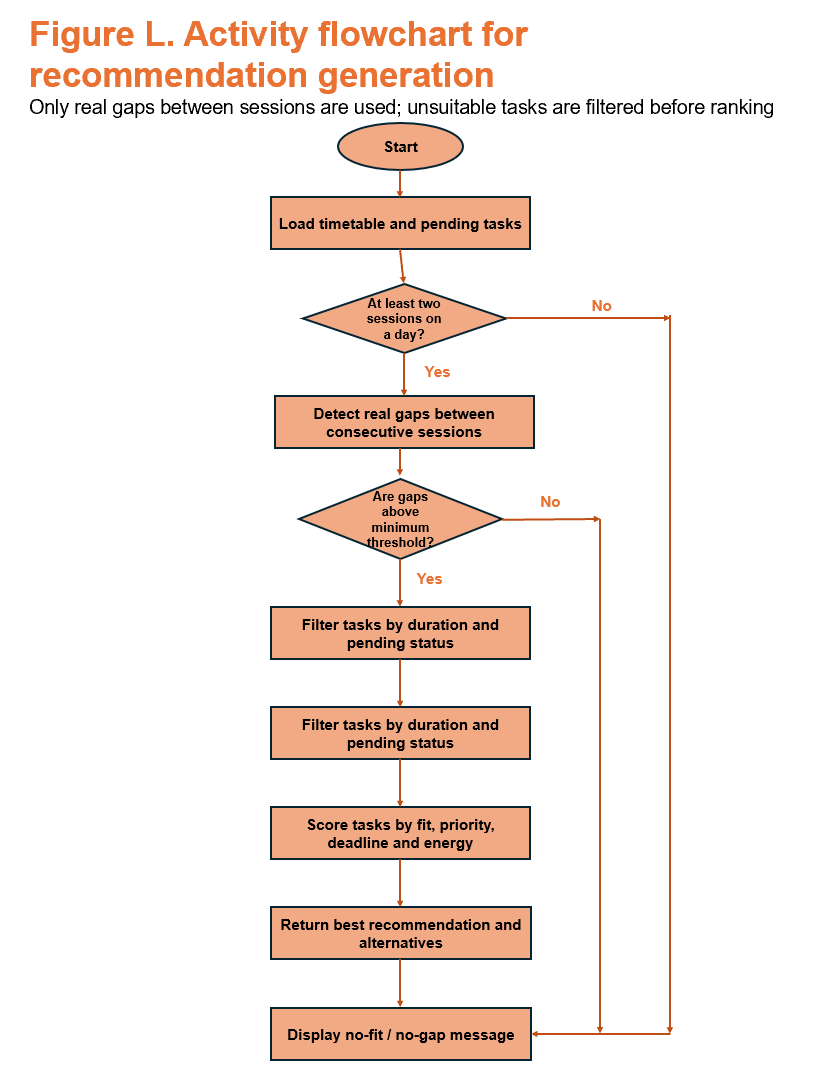 Figure L. Activity flowchart for
recommendation generation
Only real gaps between sessions are used; unsuitable tasks are filtered before ranking
Start
Load timetable and pending tasks
At least two
sessions on
a day?
No
Yes
Detect real gaps between
consecutive sessions
Are gaps
above
minimum
threshold?
No
Yes
Filter tasks by duration and
pending status
Filter tasks by duration and
pending status
Score tasks by fit, priority,
deadline and energy
Return best recommendation and
alternatives
Display no-fit / no-gap message